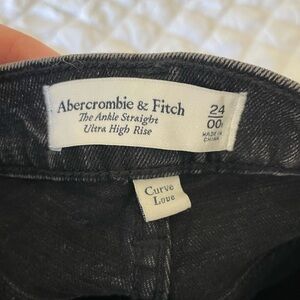 Abercrombie & Fitch
The Ankle Straight
Ultra High Rise
24
00
MADE IN
CHINA
Curve
Love